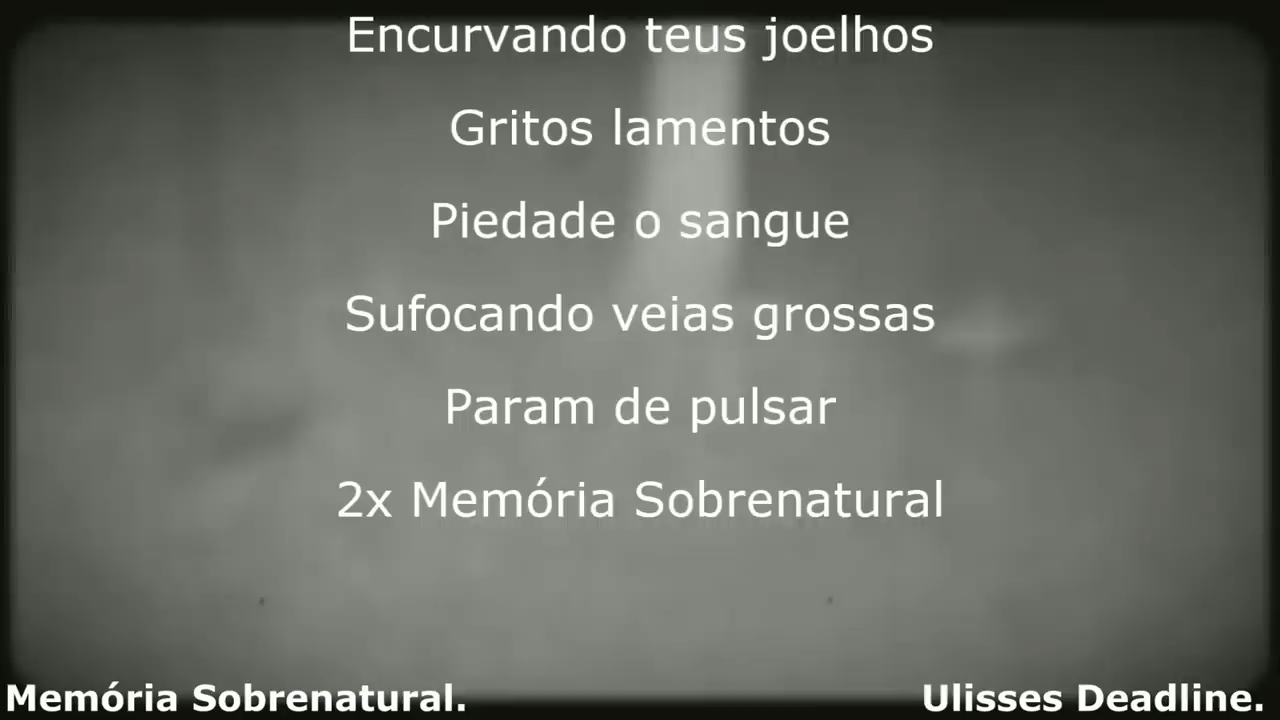 Encurvando teus joelhos
Gritos lamentos
Piedade o sangue
Sufocando veias grossas
Param de pulsar
2x Memória Sobrenatural
Memória Sobrenatural.
Ulisses Deadline.